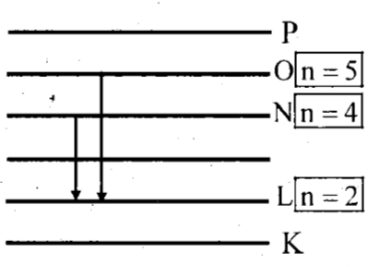 P
O n = 5
N n = 4
L n = 2
K